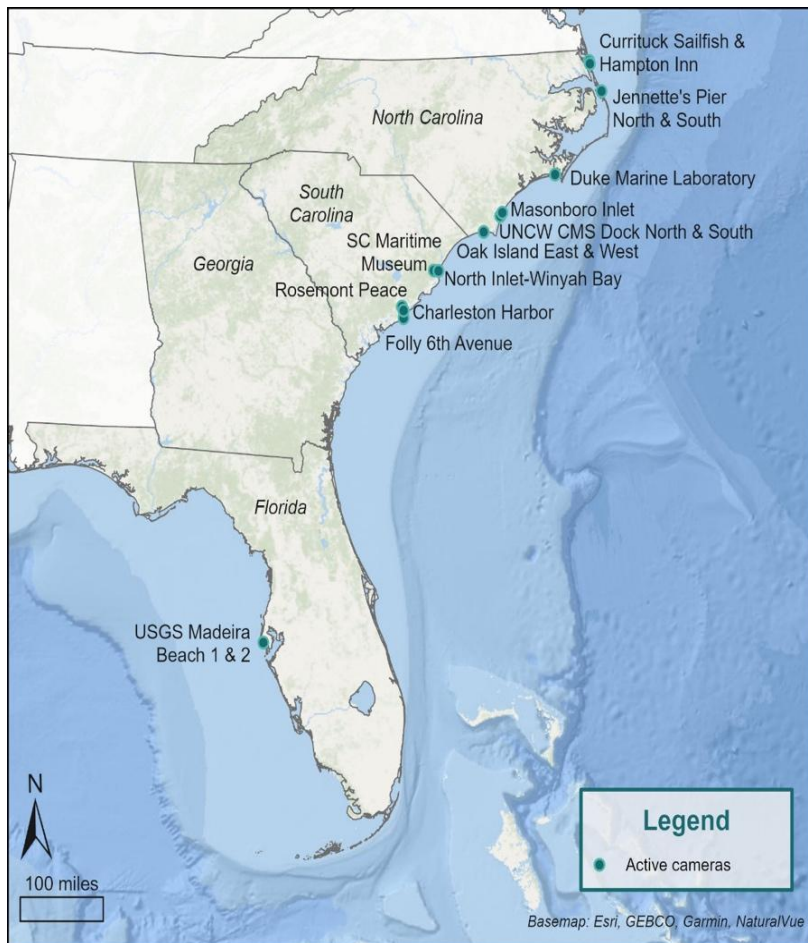 Currituck Sailfish &
Hampton Inn
Jennette's Pier
North & South
North Carolina
Duke Marine Laboratory
South
Carolina
Masonboro Inlet
UNCW CMS Dock North & South
Oak Island East & West
SC Maritime
Museum
North Inlet-Winyah Bay
Georgia
Rosemont Peace
Charleston Harbor
Folly 6th Avenue
Florida
USGS Madeira
Beach 1 & 2
N
100 miles
Legend
Active cameras
Basemap: Esri, GEBCO, Garmin, NaturalVue